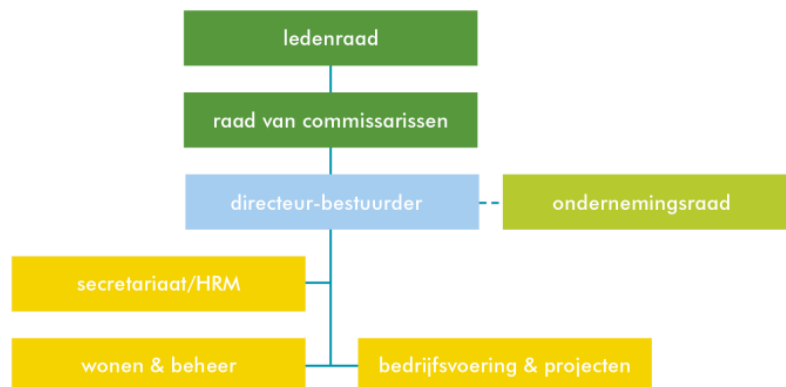 ledenraad
raad van commissarissen
directeur-bestuurder
ondernemingsraad
secretariaat/HRM
wonen & beheer
bedrijfsvoering & projecten